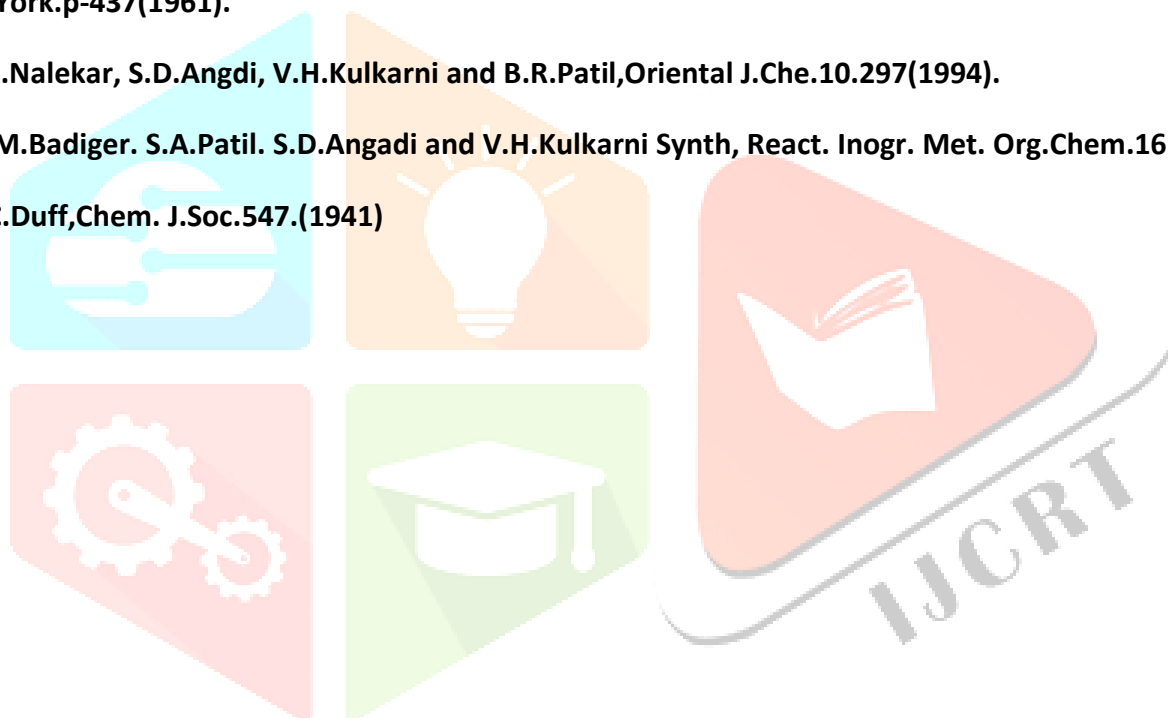 York.p-437(1961).
.Nalekar, S.D.Angdi, V.H.Kulkarni and B.R.Patil,Oriental J.Che.10.297(1994).
M.Badiger. S.A.Patil. S.D.Angadi and V.H.Kulkarni Synth, React. Inogr. Met. Org.Chem.16
.Duff,Chem. J.Soc.547.(1941)
IJCRT